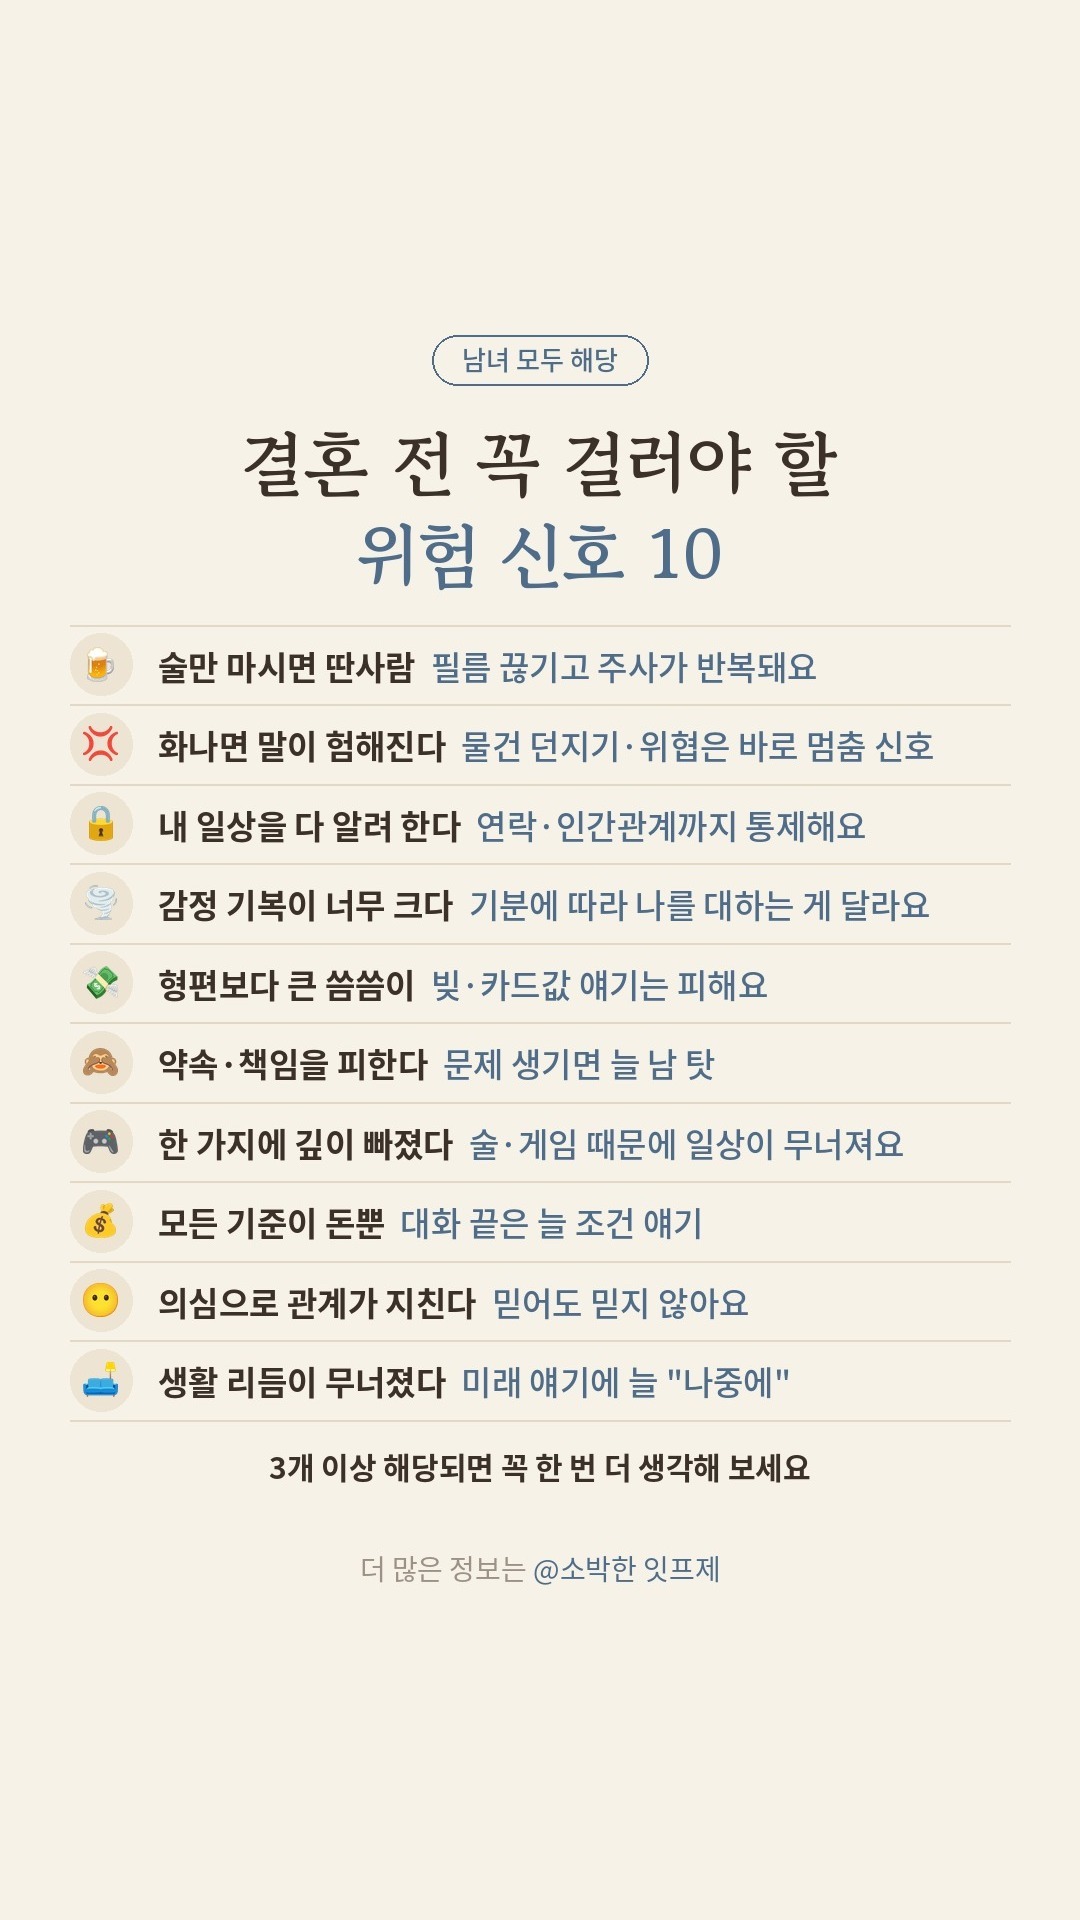 남녀 모두 해당
결혼 전 꼭 걸러야 할
위험 신호 10
술만 마시면 딴사람 필름 끊기고 주사가 반복돼요
화나면 말이 험해진다 물건 던지기·위협은 바로 멈춤 신호
내 일상을 다 알려 한다 연락·인간관계까지 통제해요
감정 기복이 너무 크다 기분에 따라 나를 대하는 게 달라요
형편보다 큰 씀씀이 빚·카드값 얘기는 피해요
약속·책임을 피한다 문제 생기면 늘 남 탓
한 가지에 깊이 빠졌다 술·게임 때문에 일상이 무너져요
모든 기준이 돈뿐 대화 끝은 늘 조건 얘기
의심으로 관계가 지친다 믿어도 믿지 않아요
생활 리듬이 무너졌다 미래 얘기에 늘 "나중에"
3개 이상 해당되면 꼭 한 번 더 생각해 보세요
더 많은 정보는 @소박한 잇프제